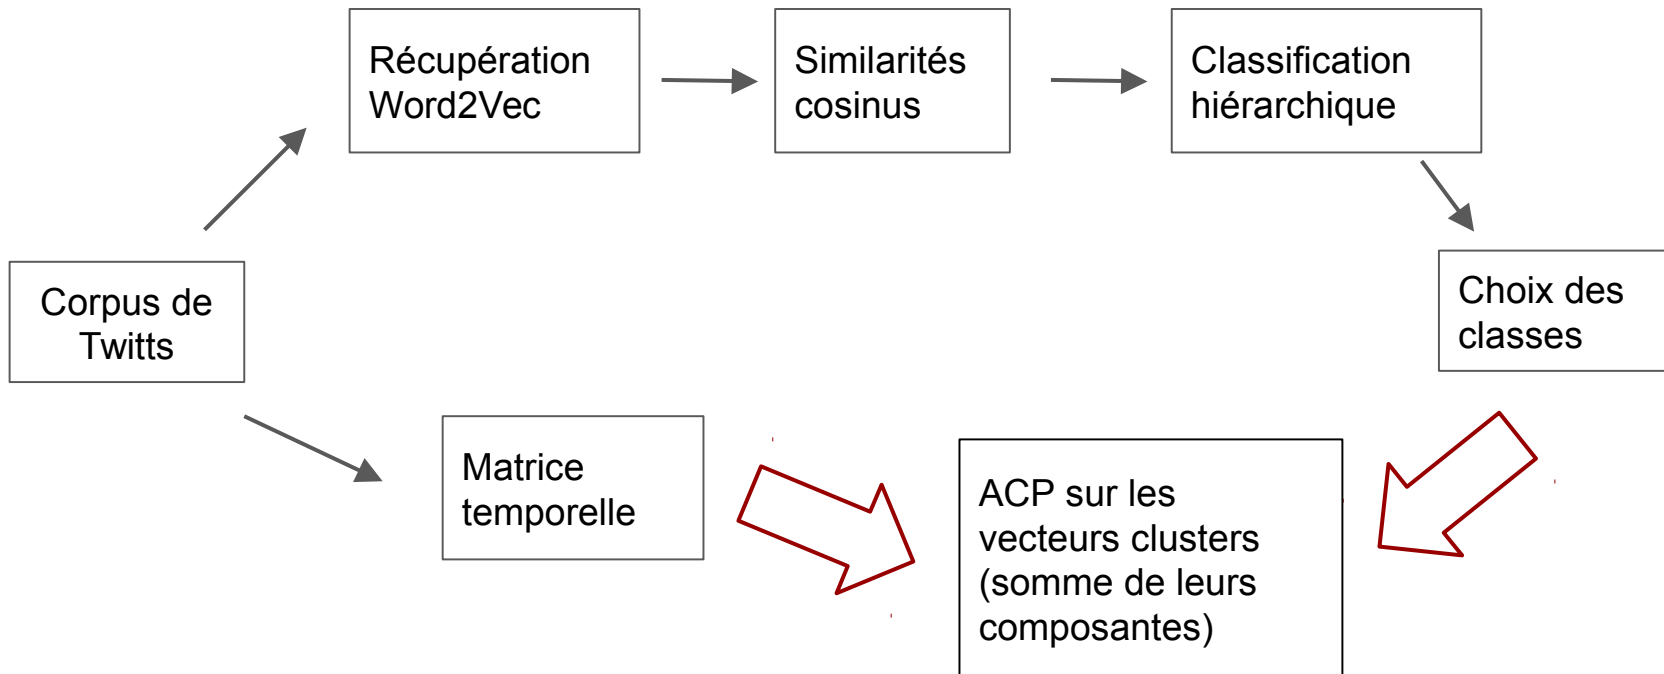 Récupération
Word2Vec
Similarités
cosinus
Classification
hiérarchique
Corpus de
Twitts
Choix des
classes
Matrice
temporelle
ACP sur les
vecteurs clusters
(somme de leurs
composantes)